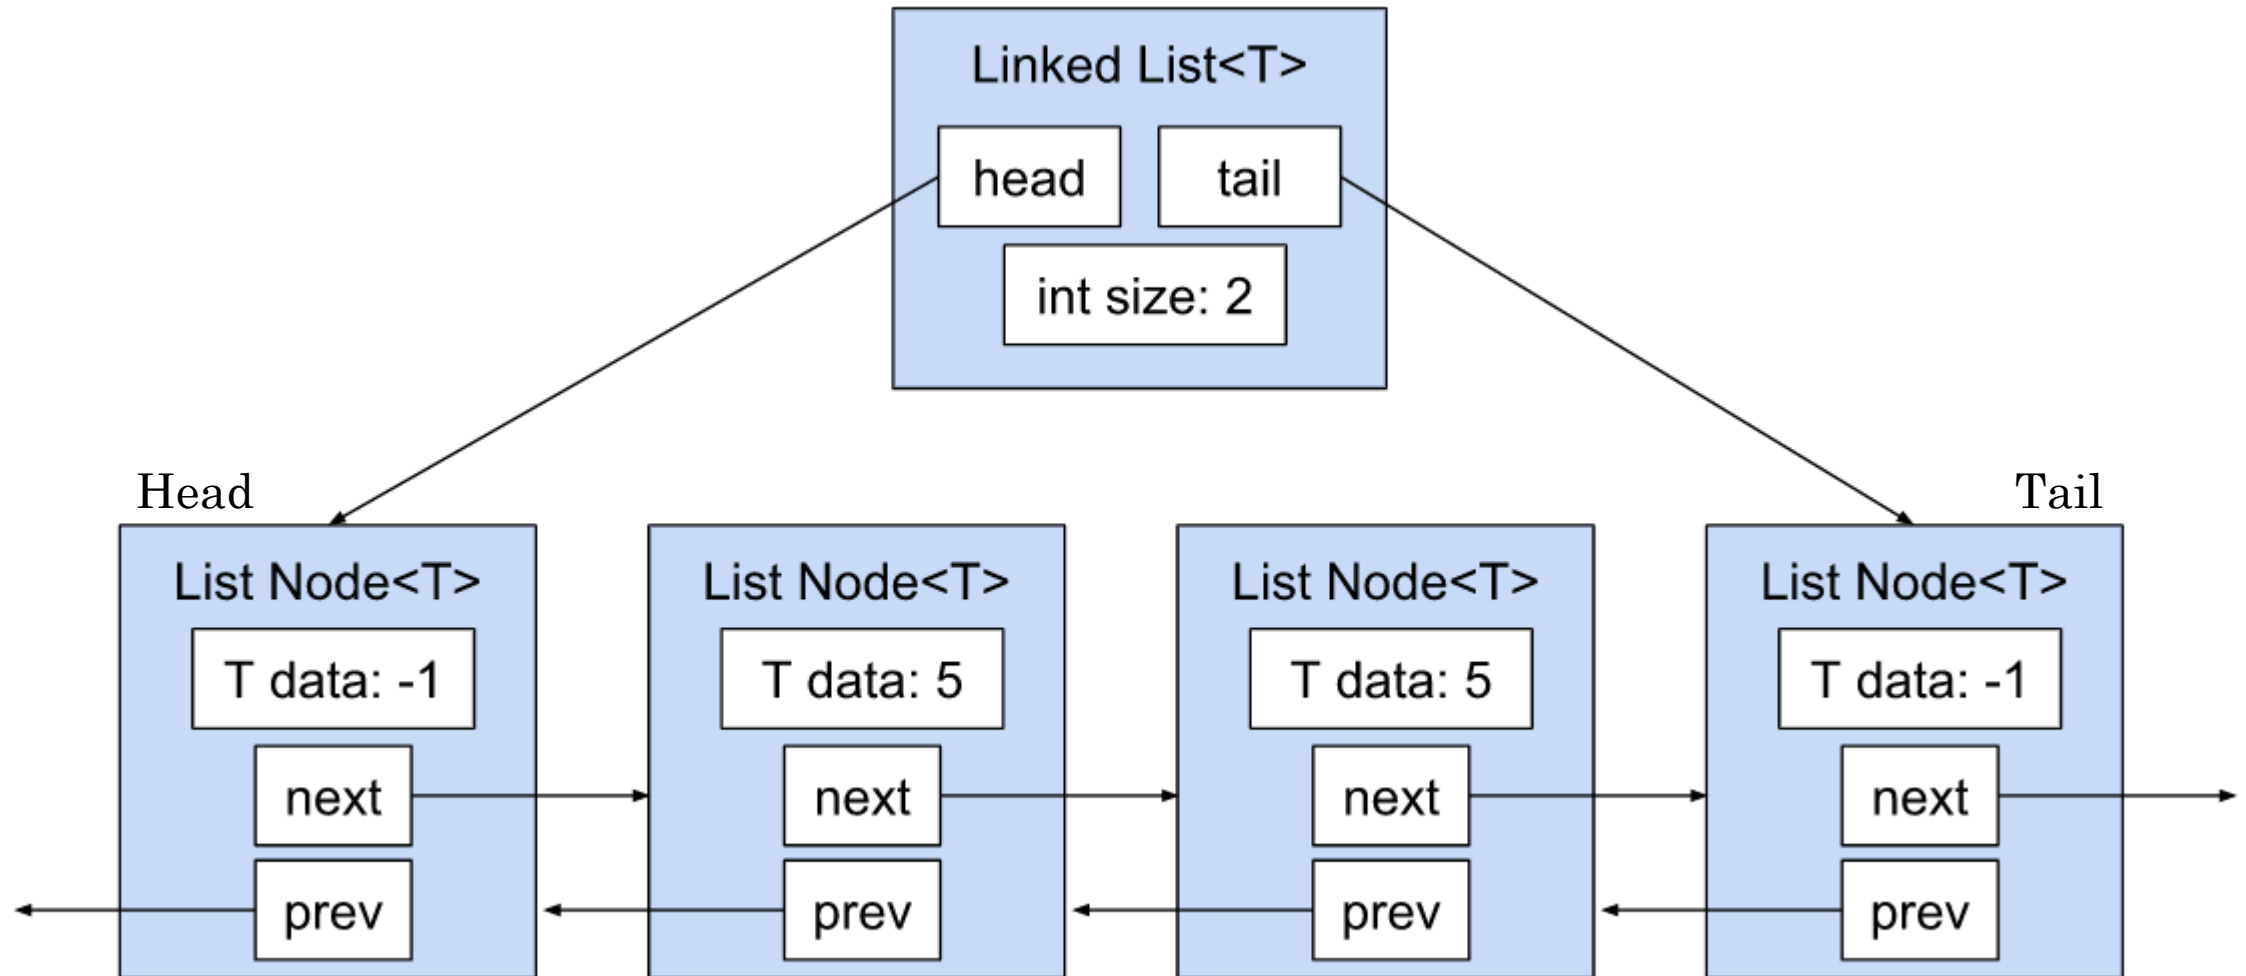 Linked List<T>
head
tail
int size: 2
Head
Tail
List Node<T>
T data: -1
next
prev
List Node<T>
T data: 5
next
prev
List Node<T>
T data: 5
next
prev
List Node<T>
T data: -1
next
prev